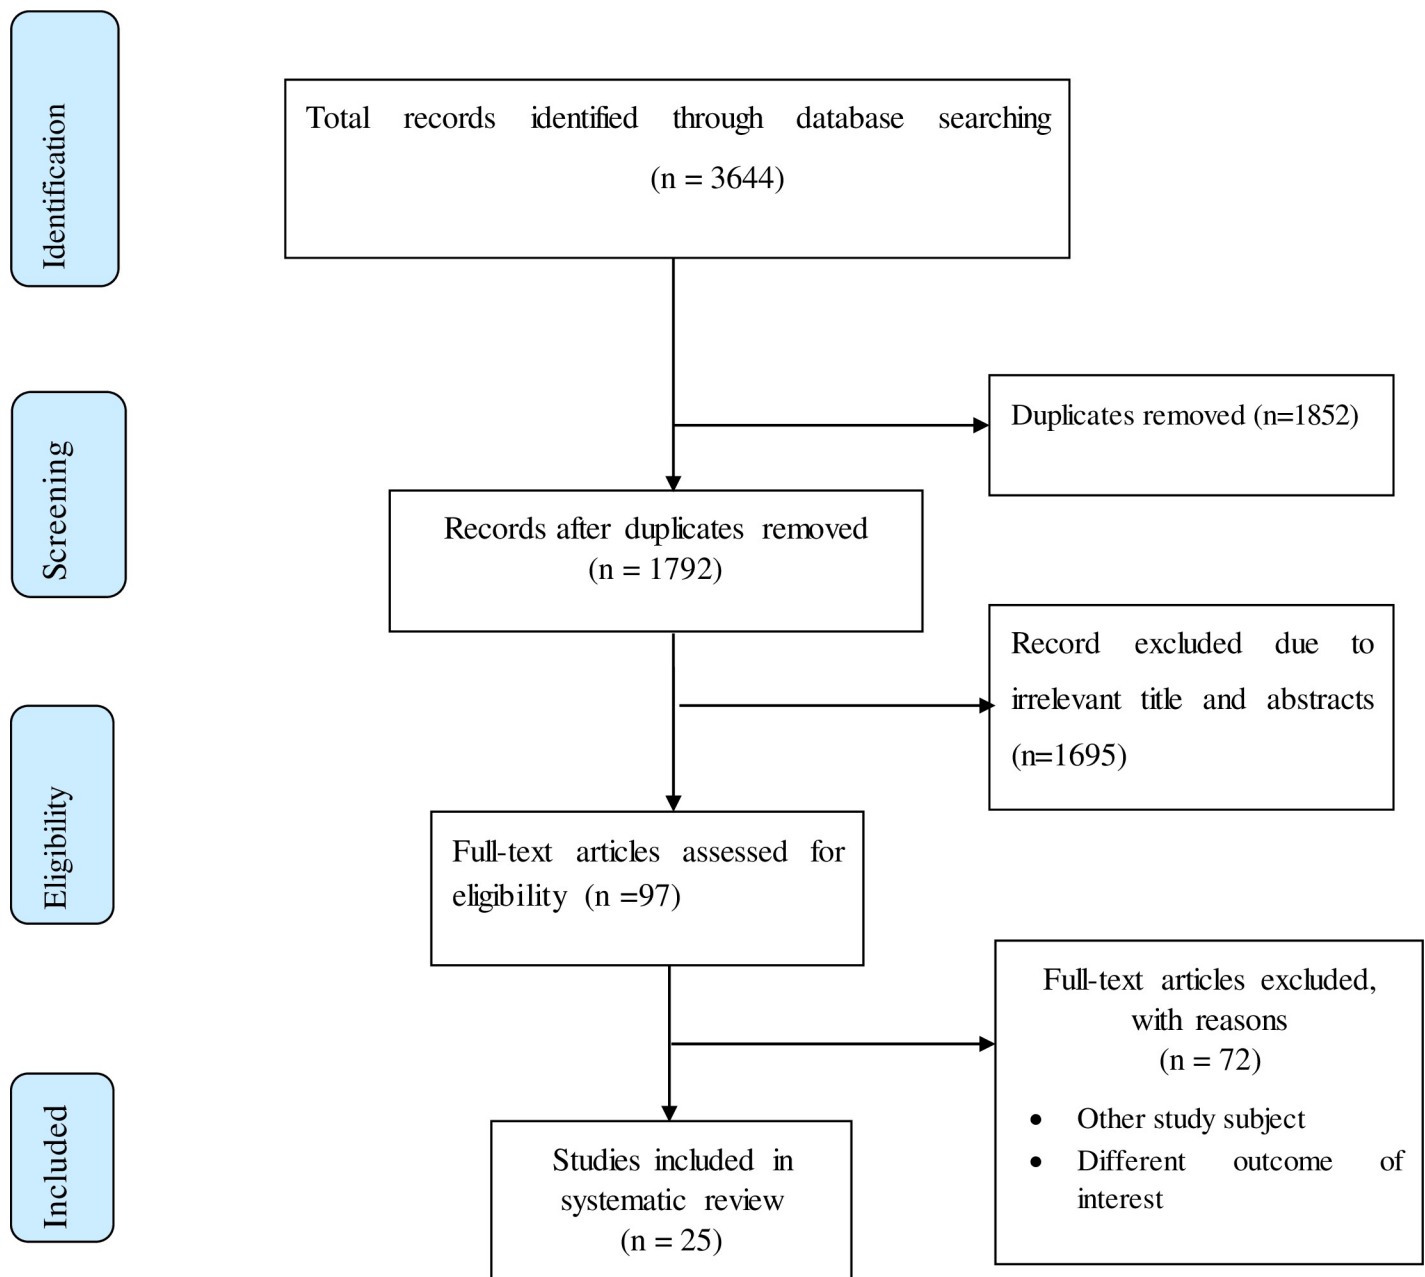 Identification
Total records identified through database searching
(n = 3644)
Duplicates removed (n=1852)
Screening
Records after duplicates removed
(n = 1792)
Record excluded due to
irrelevant title and abstracts
(n=1695)
Eligibility
Full-text articles assessed for
eligibility (n =97)
Full-text articles excluded,
with reasons
(n = 72)
• Other study subject
• Different outcome of
interest
Included
Studies included in
systematic review
(n = 25)